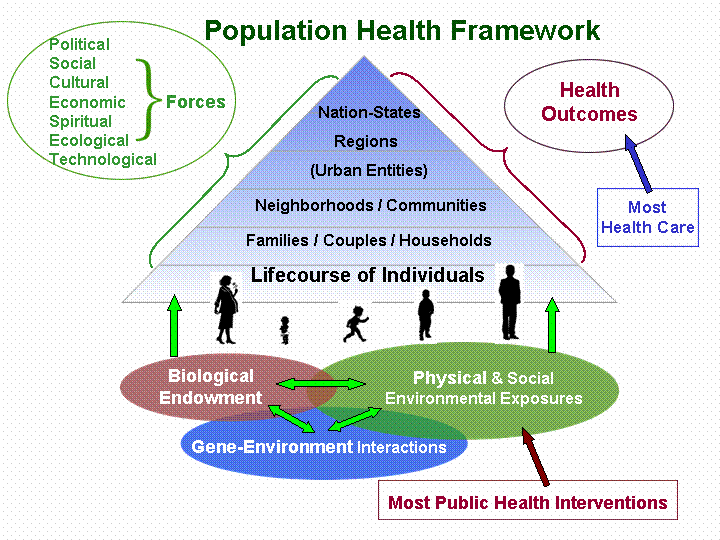 Population Health Framework
Political
Social
Cultural
Economic
Spiritual
Ecological
Technological
Forces
Health
Outcomes
Most
Health Care
Nation-States
Regions
(Urban Entities)
Neighborhoods / Communities
Families / Couples / Households
Lifecourse of Individuals
Biological
Endowment
Physical & Social
Environmental Exposures
Gene-Environment Interactions
Most Public Health Interventions